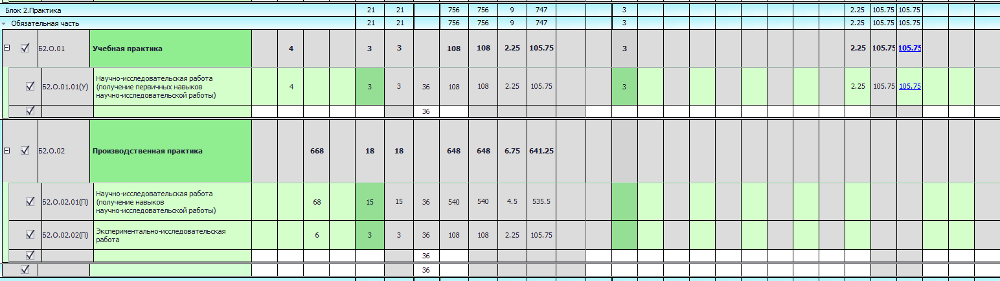 Блок 2.Практика 21 21 756 756 9 747 3 2.25 105.75 105.75
Обязательная часть 21 21 756 756 9 747 3 2.25 105.75 105.75
Б2.О.01 Учебная практика 4 3 3 108 108 2.25 105.75 3 2.25 105.75 105.75
Б2.О.01.01(У) Научно-исследовательская работа
(получение первичных навыков
научно-исследовательской работы) 4 3 3 36 108 108 2.25 105.75 3 2.25 105.75 105.75
36
Б2.О.02 Производственная практика 668 18 18 648 648 6.75 641.25
Б2.О.02.01(П) Научно-исследовательская работа
(получение навыков
научно-исследовательской работы) 68 15 15 36 540 540 4.5 535.5
Б2.О.02.02(П) Экспериментально-исследовательская
работа 6 3 3 36 108 108 2.25 105.75
36
36